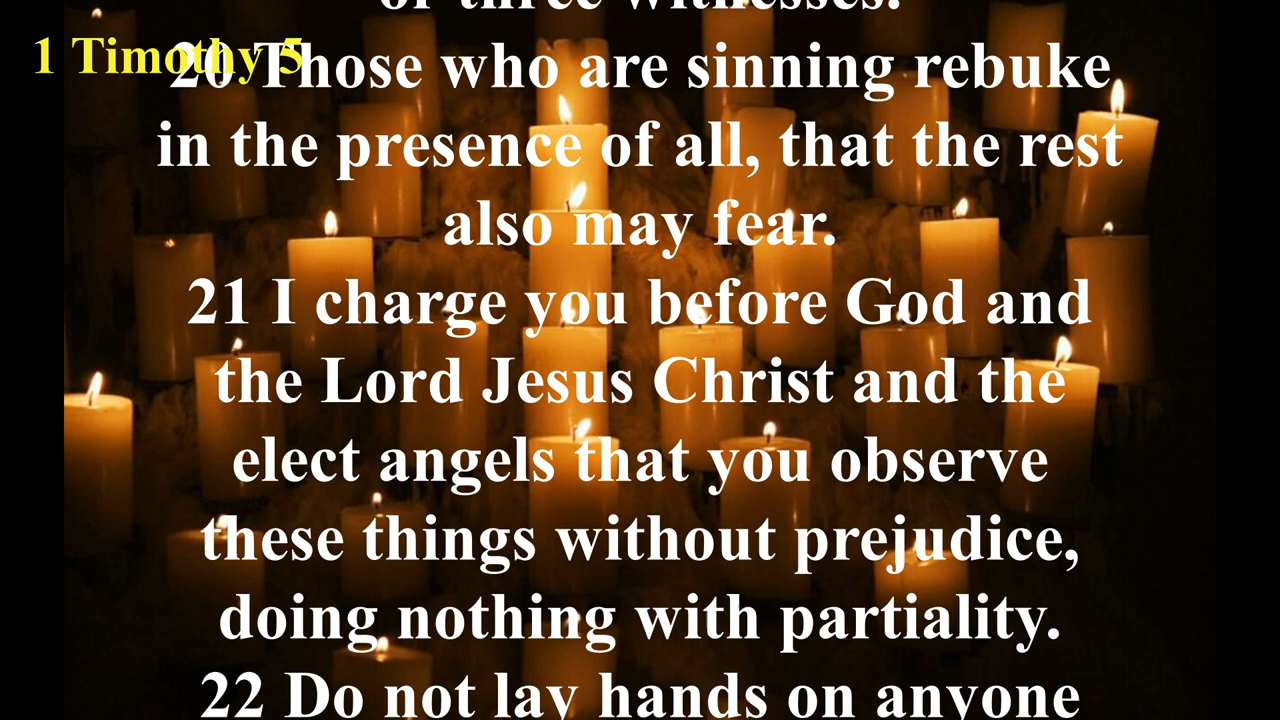 or three witnesses.
1 Timothy 5
20 Those who are sinning rebuke
in the presence of all, that the rest
also may fear.
21 I charge you before God and
the Lord Jesus Christ and the
elect angels that you observe
these things without prejudice,
doing nothing with partiality.
22 Do not lay hands on anyone